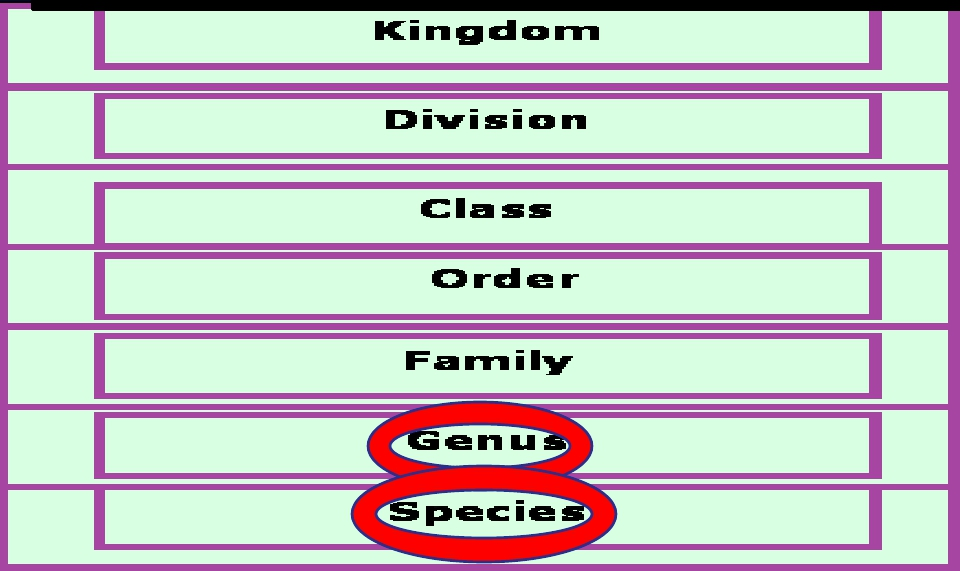 Kingdom
Division
Class
Order
Family
Genus
Species